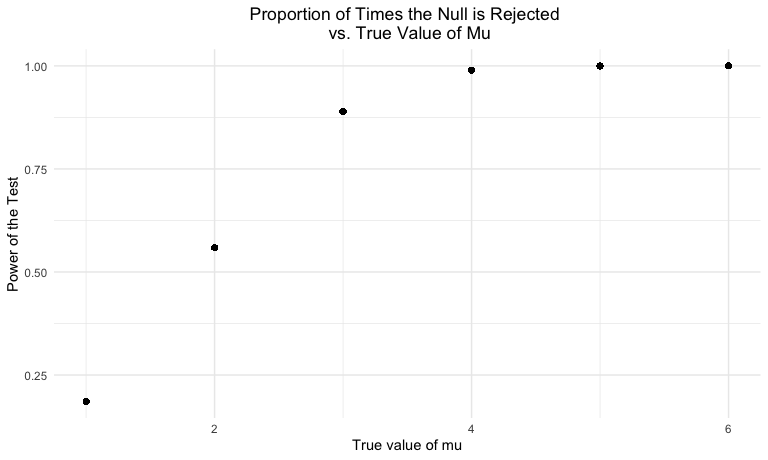 Proportion of Times the Null is Rejected
vs. True Value of Mu
Power of the Test
1.00
0.75
0.50
0.25
2
4
6
True value of mu